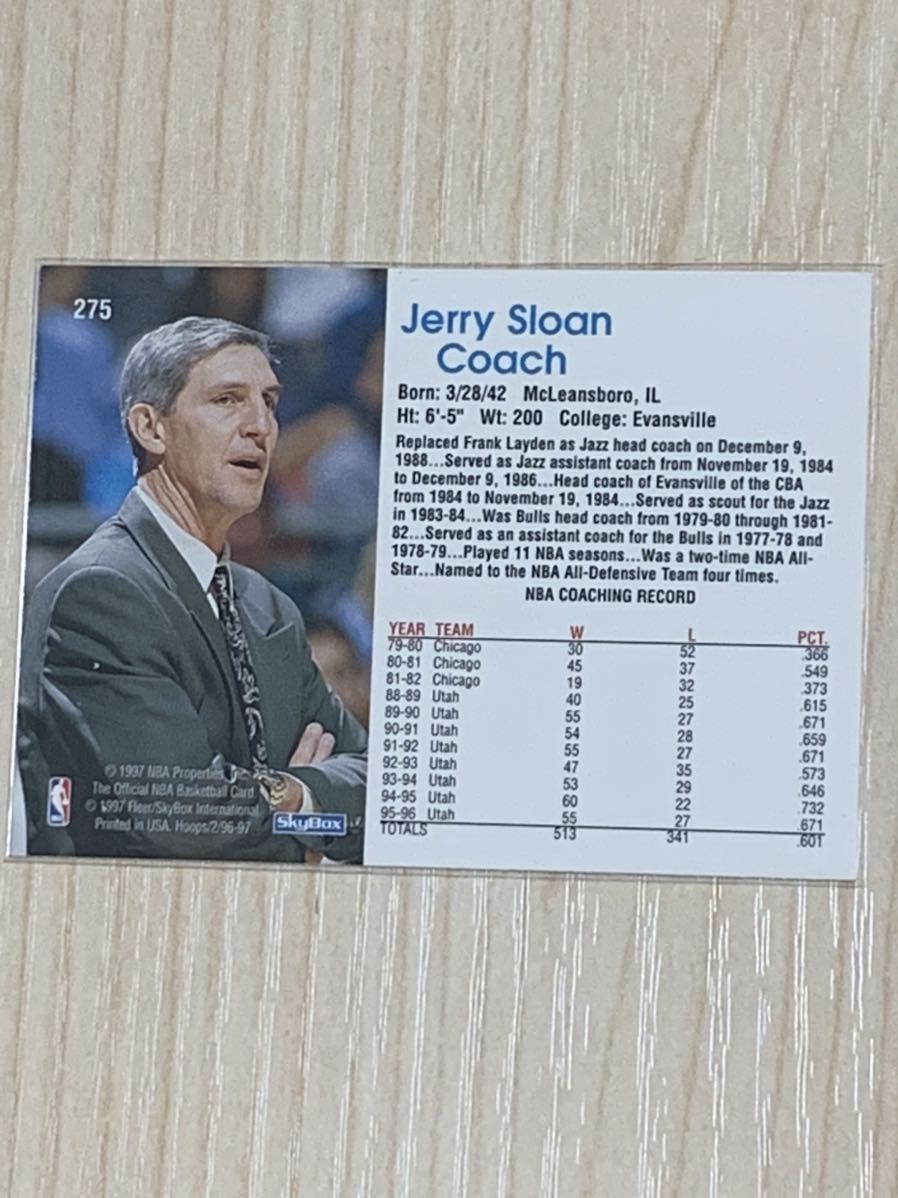 275
Jerry Sloan
Coach
Born: 3/28/42 McLeansboro, IL
Ht: 6'-5" Wt: 200 College: Evansville
Replaced Frank Layden as Jazz head coach on December 9,
1988...Served as Jazz assistant coach from November 19, 1984
to December 9, 1986...Head coach of Evansville of the CBA
from 1984 to November 19, 1984...Served as scout for the Jazz
in 1983-84...Was Bulls head coach from 1979-80 through 1981-
82...Served as an assistant coach for the Bulls in 1977-78 and
1978-79...Played 11 NBA seasons...Was a two-time NBA All-
Star...Named to the NBA All-Defensive Team four times.
NBA COACHING RECORD
YEAR TEAM W L PCT.
79-80 Chicago 30 52 .366
80-81 Chicago 45 37 .549
81-82 Chicago 19 32 .373
88-89 Utah 40 25 .615
89-90 Utah 55 27 .671
90-91 Utah 54 28 .659
91-92 Utah 55 27 .671
92-93 Utah 47 35 .573
93-94 Utah 53 29 .646
94-95 Utah 60 22 .732
95-96 Utah 55 27 .671
TOTALS 513 341 .601
© 1997 NBA Properties, Inc.
The Official NBA Basketball Card.
© 1997 Fleer/SkyBox International
Printed in USA. Hoops/2/96-97
SkyBox